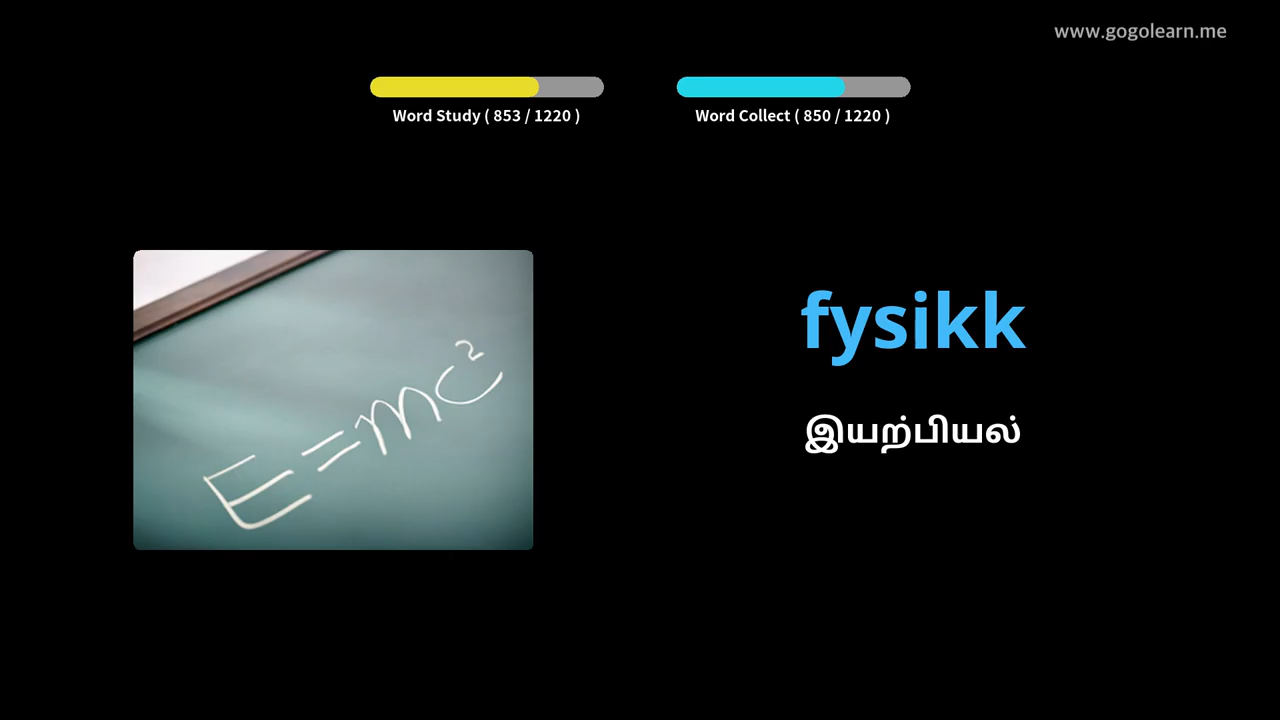 www.gogolearn.me
Word Study ( 853 / 1220 )
Word Collect ( 850 / 1220 )
E=mc²
fysikk
இயற்பியல்